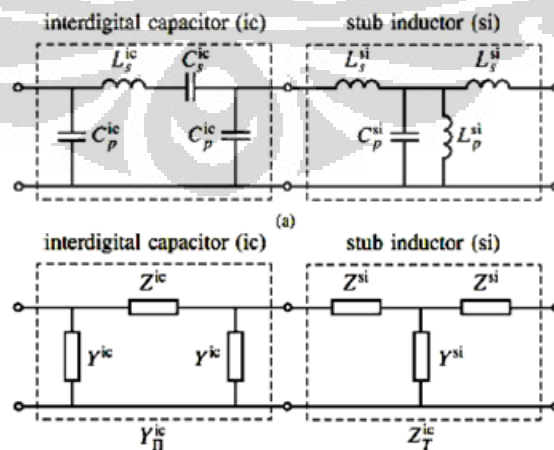 interdigital capacitor (ic) stub inductor (si)
L_s^ic C_s^ic L_s^si L_s^si
C_p^ic C_p^ic C_p^si L_p^si
(a)
interdigital capacitor (ic) stub inductor (si)
Z^ic Z^si Z^si
Y^ic Y^ic Y^si
Y_Π^ic Z_T^ic